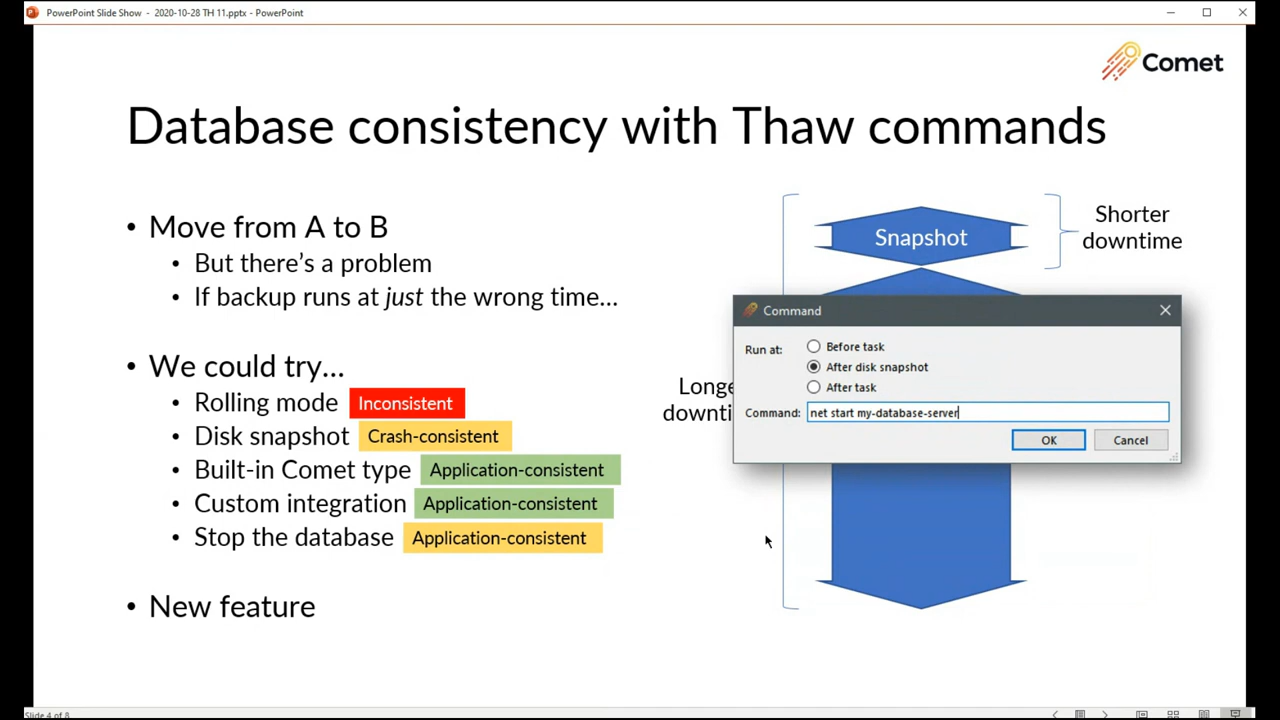 PowerPoint Slide Show - 2020-10-28 TH 11.pptx - PowerPoint
Comet
Database consistency with Thaw commands
• Move from A to B
• But there's a problem
• If backup runs at just the wrong time...
• We could try...
• Rolling mode Inconsistent
• Disk snapshot Crash-consistent
• Built-in Comet type Application-consistent
• Custom integration Application-consistent
• Stop the database Application-consistent
• New feature
Snapshot
Shorter
downtime
Command
Run at:
Before task
After disk snapshot
After task
Command: net start my-database-server
OK Cancel
Slide 4 of 8